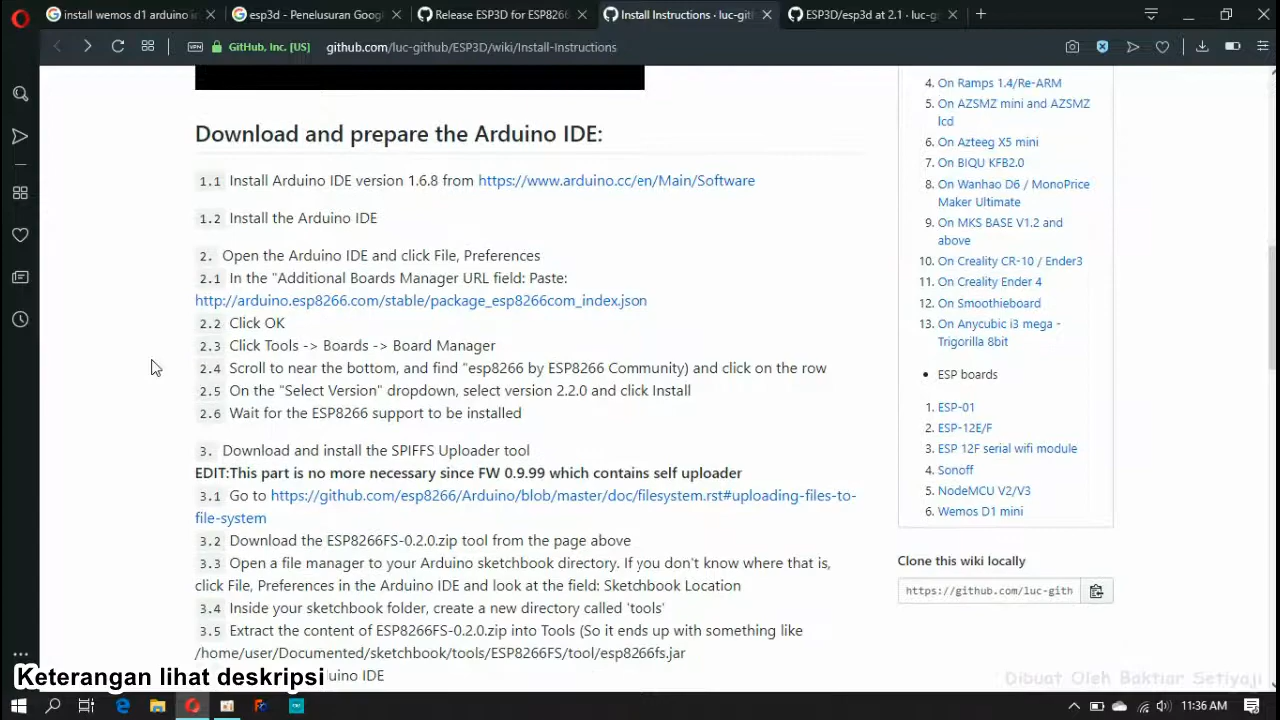 install wemos d1 arduino i
esp3d - Penelusuran Goog
Release ESP3D for ESP8266
Install Instructions · luc-gith
ESP3D/esp3d at 2.1 · luc-g
VPN
GitHub, Inc. [US]
github.com/luc-github/ESP3D/wiki/Install-Instructions
Download and prepare the Arduino IDE:
1.1 Install Arduino IDE version 1.6.8 from https://www.arduino.cc/en/Main/Software
1.2 Install the Arduino IDE
2. Open the Arduino IDE and click File, Preferences
2.1 In the "Additional Boards Manager URL field: Paste:
http://arduino.esp8266.com/stable/package_esp8266com_index.json
2.2 Click OK
2.3 Click Tools -> Boards -> Board Manager
2.4 Scroll to near the bottom, and find "esp8266 by ESP8266 Community) and click on the row
2.5 On the "Select Version" dropdown, select version 2.2.0 and click Install
2.6 Wait for the ESP8266 support to be installed
3. Download and install the SPIFFS Uploader tool
EDIT:This part is no more necessary since FW 0.9.99 which contains self uploader
3.1 Go to https://github.com/esp8266/Arduino/blob/master/doc/filesystem.rst#uploading-files-to-
file-system
3.2 Download the ESP8266FS-0.2.0.zip tool from the page above
3.3 Open a file manager to your Arduino sketchbook directory. If you don't know where that is,
click File, Preferences in the Arduino IDE and look at the field: Sketchbook Location
3.4 Inside your sketchbook folder, create a new directory called 'tools'
3.5 Extract the content of ESP8266FS-0.2.0.zip into Tools (So it ends up with something like
/home/user/Documented/sketchbook/tools/ESP8266FS/tool/esp8266fs.jar
uino IDE
4. On Ramps 1.4/Re-ARM
5. On AZSMZ mini and AZSMZ
lcd
6. On Azteeg X5 mini
7. On BIQU KFB2.0
8. On Wanhao D6 / MonoPrice
Maker Ultimate
9. On MKS BASE V1.2 and
above
10. On Creality CR-10 / Ender3
11. On Creality Ender 4
12. On Smoothieboard
13. On Anycubic i3 mega -
Trigorilla 8bit
ESP boards
1. ESP-01
2. ESP-12E/F
3. ESP 12F serial wifi module
4. Sonoff
5. NodeMCU V2/V3
6. Wemos D1 mini
Clone this wiki locally
https://github.com/luc-gith
Keterangan lihat deskripsi
Dibuat Oleh Baktiar Setiyaji
11:36 AM